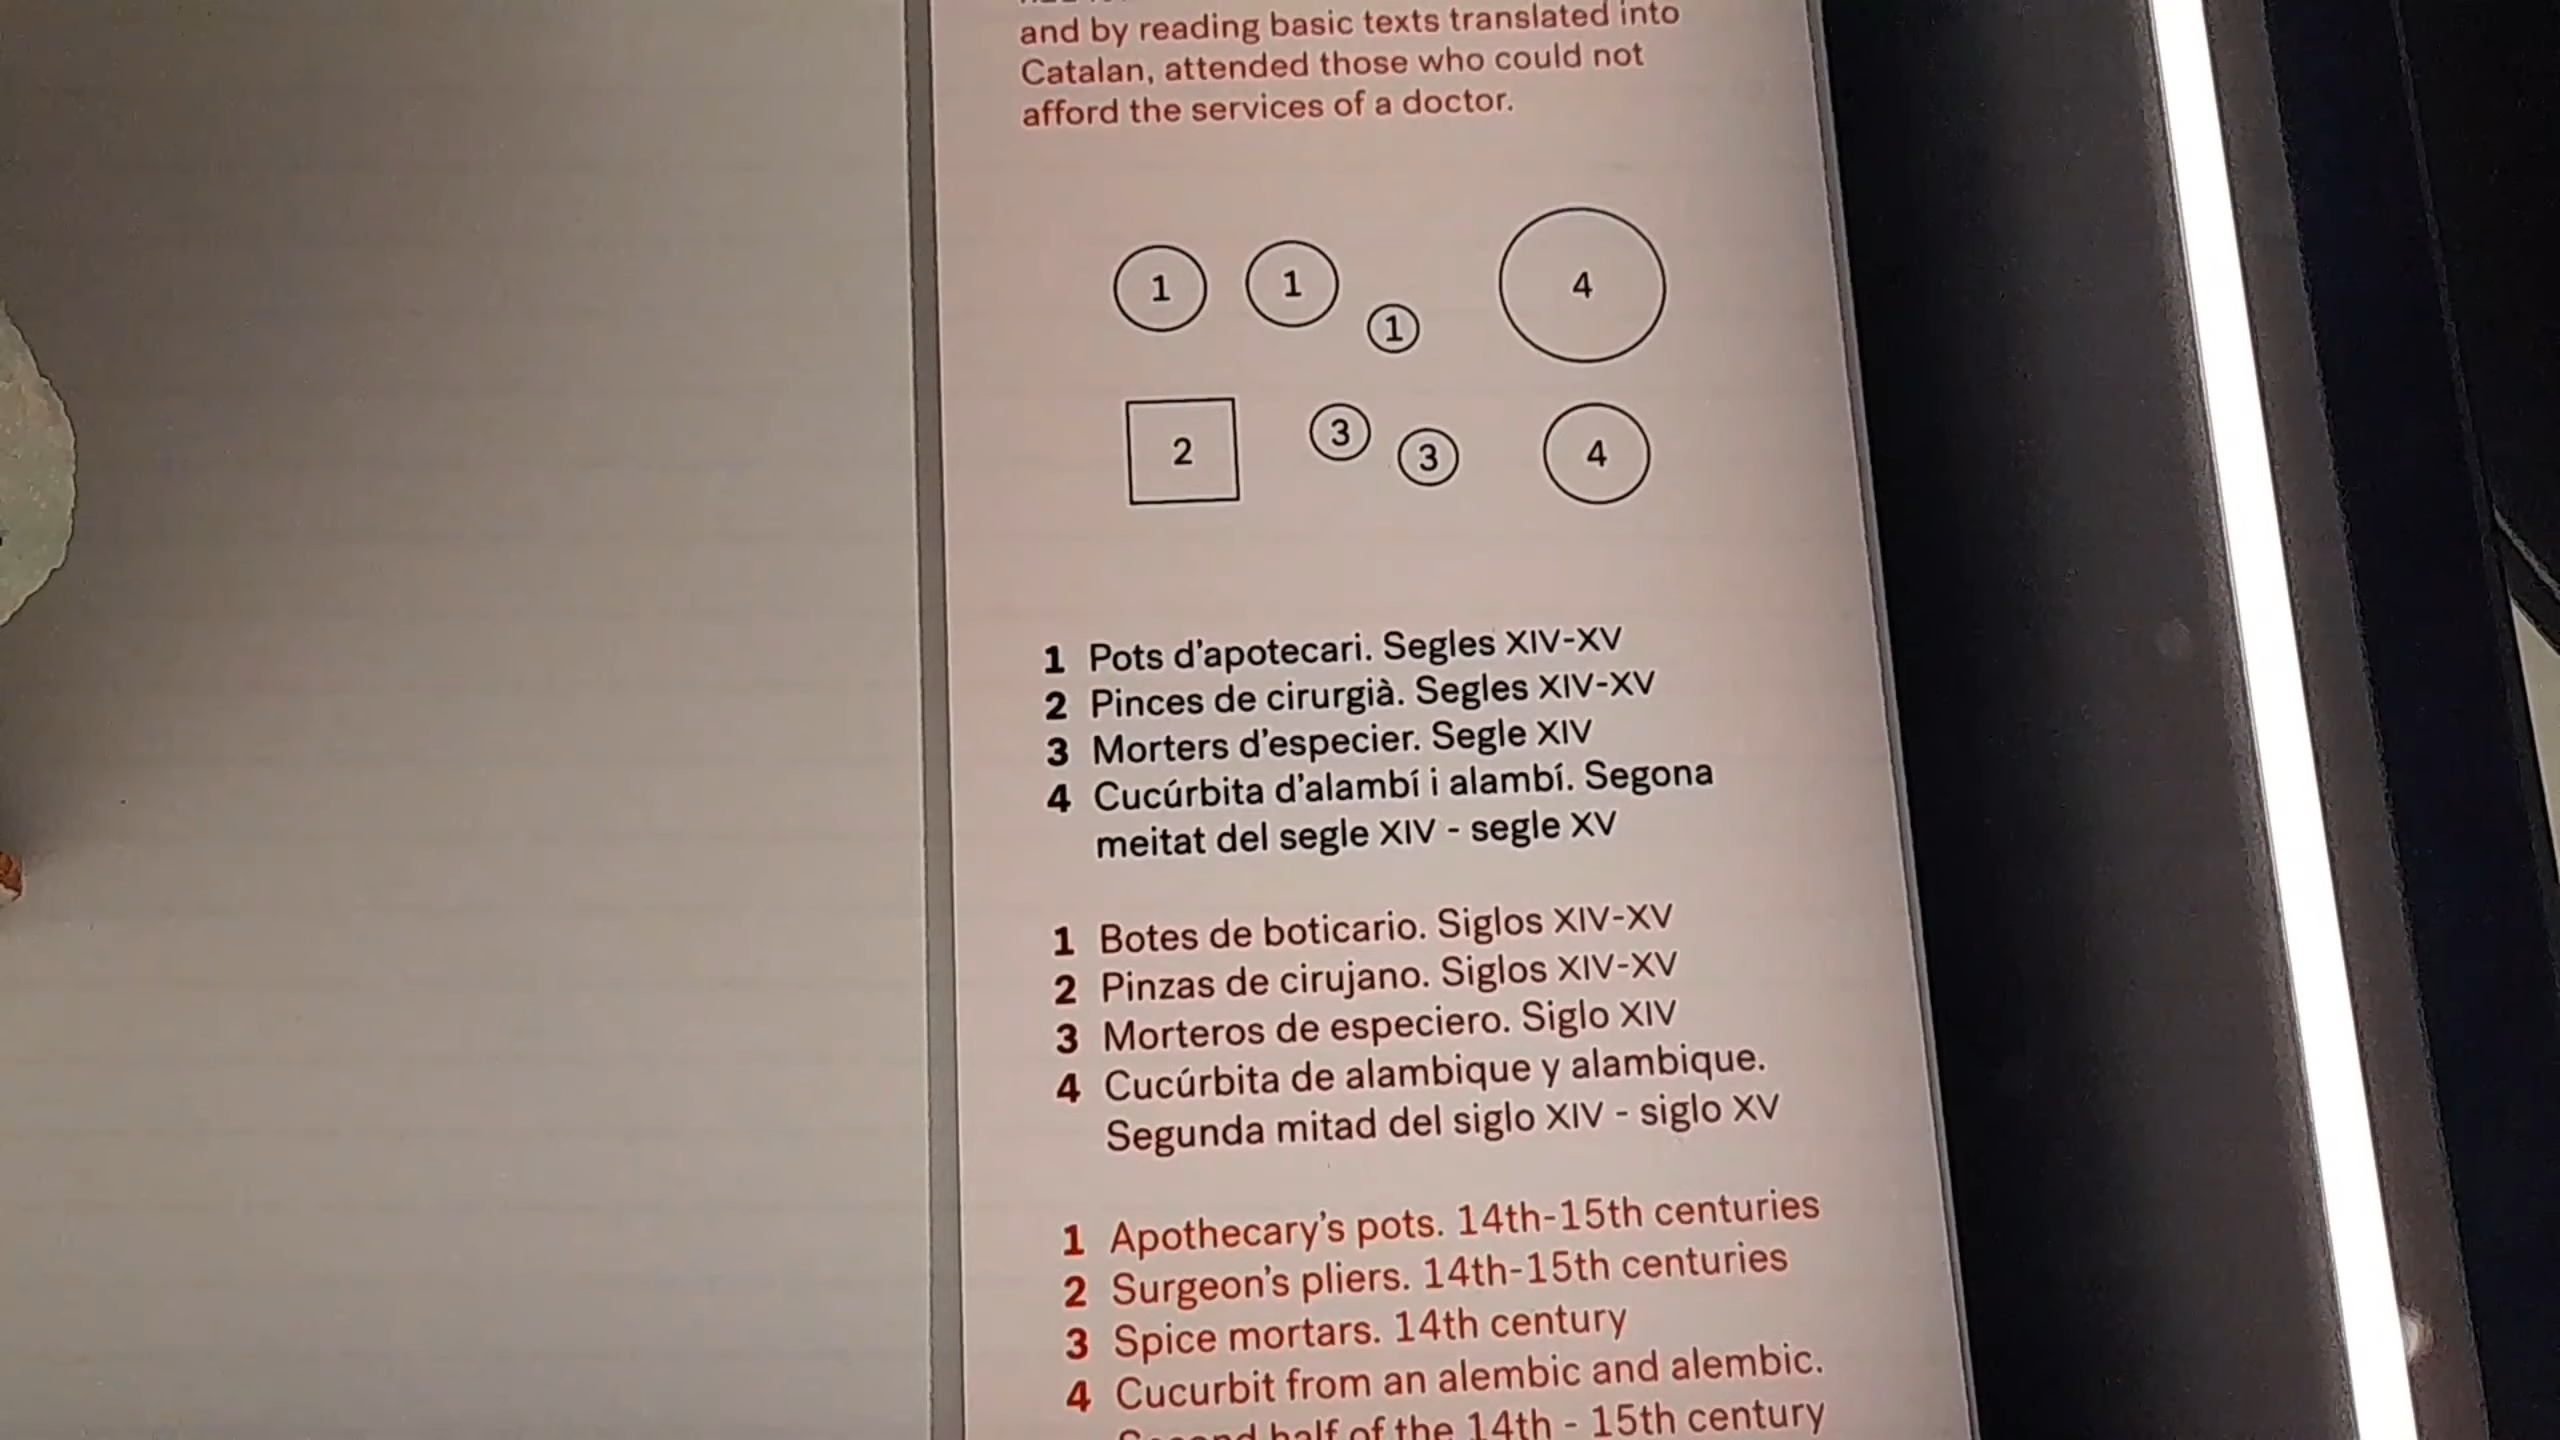 and by reading basic texts translated into
Catalan, attended those who could not
afford the services of a doctor.
1 1 4
1
2 3 3 4
1 Pots d'apotecari. Segles XIV-XV
2 Pinces de cirurgià. Segles XIV-XV
3 Morters d'especier. Segle XIV
4 Cucúrbita d'alambí i alambí. Segona
meitat del segle XIV - segle XV
1 Botes de boticario. Siglos XIV-XV
2 Pinzas de cirujano. Siglos XIV-XV
3 Morteros de especiero. Siglo XIV
4 Cucúrbita de alambique y alambique.
Segunda mitad del siglo XIV - siglo XV
1 Apothecary's pots. 14th-15th centuries
2 Surgeon's pliers. 14th-15th centuries
3 Spice mortars. 14th century
4 Cucurbit from an alembic and alembic.
Second half of the 14th - 15th century